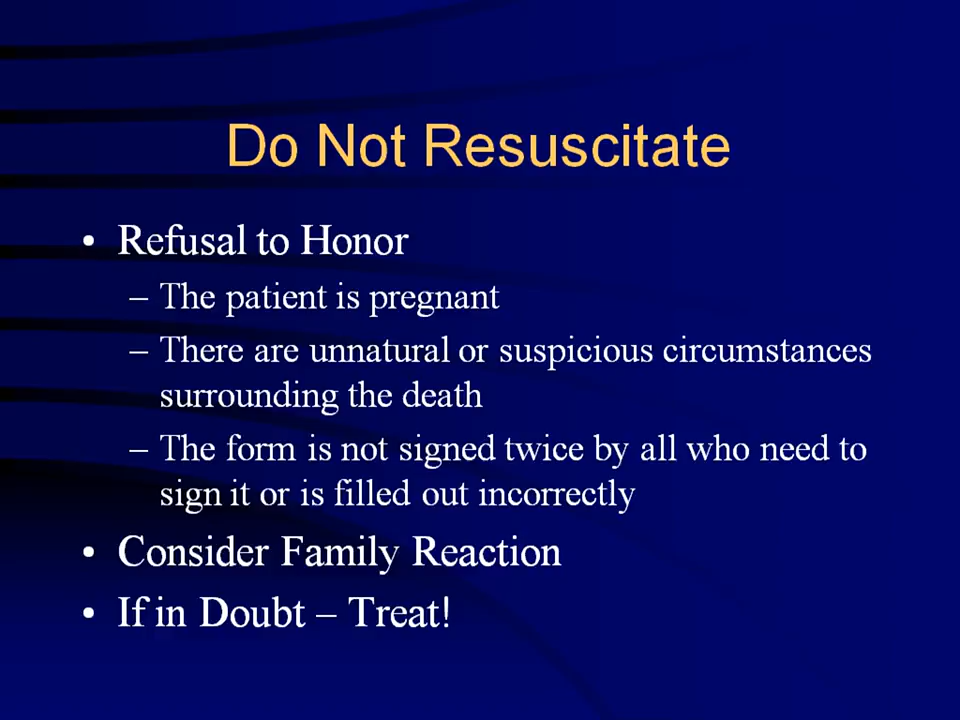 Do Not Resuscitate
• Refusal to Honor
– The patient is pregnant
– There are unnatural or suspicious circumstances
surrounding the death
– The form is not signed twice by all who need to
sign it or is filled out incorrectly
• Consider Family Reaction
• If in Doubt – Treat!